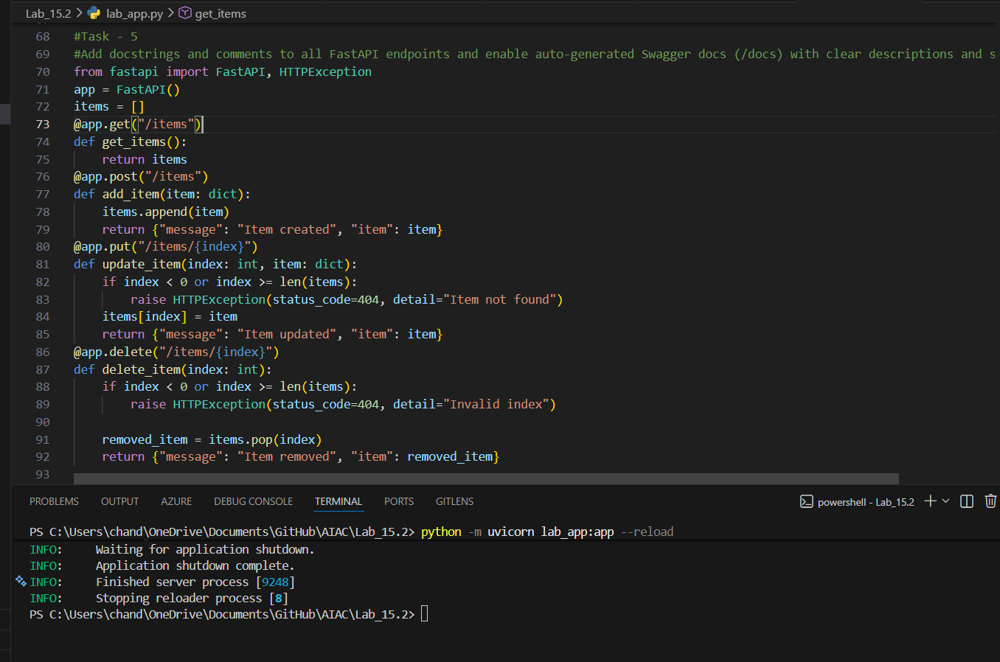 Lab_15.2 > lab_app.py > get_items
68 #Task - 5
69 #Add docstrings and comments to all FastAPI endpoints and enable auto-generated Swagger docs (/docs) with clear descriptions and s
70 from fastapi import FastAPI, HTTPException
71 app = FastAPI()
72 items = []
73 @app.get("/items")
74 def get_items():
75     return items
76 @app.post("/items")
77 def add_item(item: dict):
78     items.append(item)
79     return {"message": "Item created", "item": item}
80 @app.put("/items/{index}")
81 def update_item(index: int, item: dict):
82     if index < 0 or index >= len(items):
83         raise HTTPException(status_code=404, detail="Item not found")
84     items[index] = item
85     return {"message": "Item updated", "item": item}
86 @app.delete("/items/{index}")
87 def delete_item(index: int):
88     if index < 0 or index >= len(items):
89         raise HTTPException(status_code=404, detail="Invalid index")
90
91     removed_item = items.pop(index)
92     return {"message": "Item removed", "item": removed_item}
93
PROBLEMS OUTPUT AZURE DEBUG CONSOLE TERMINAL PORTS GITLENS powershell - Lab_15.2
PS C:\Users\chand\OneDrive\Documents\GitHub\AIAC\Lab_15.2> python -m uvicorn lab_app:app --reload
INFO: Waiting for application shutdown.
INFO: Application shutdown complete.
INFO: Finished server process [9248]
INFO: Stopping reloader process [8]
PS C:\Users\chand\OneDrive\Documents\GitHub\AIAC\Lab_15.2>